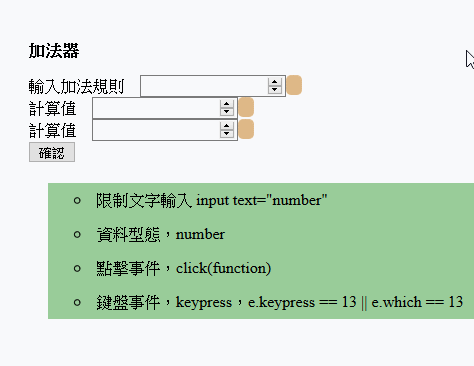 加法器
輸入加法規則
計算值
計算值
確認
限制文字輸入 input text="number"
資料型態，number
點擊事件，click(function)
鍵盤事件，keypress，e.keypress == 13 || e.which == 13